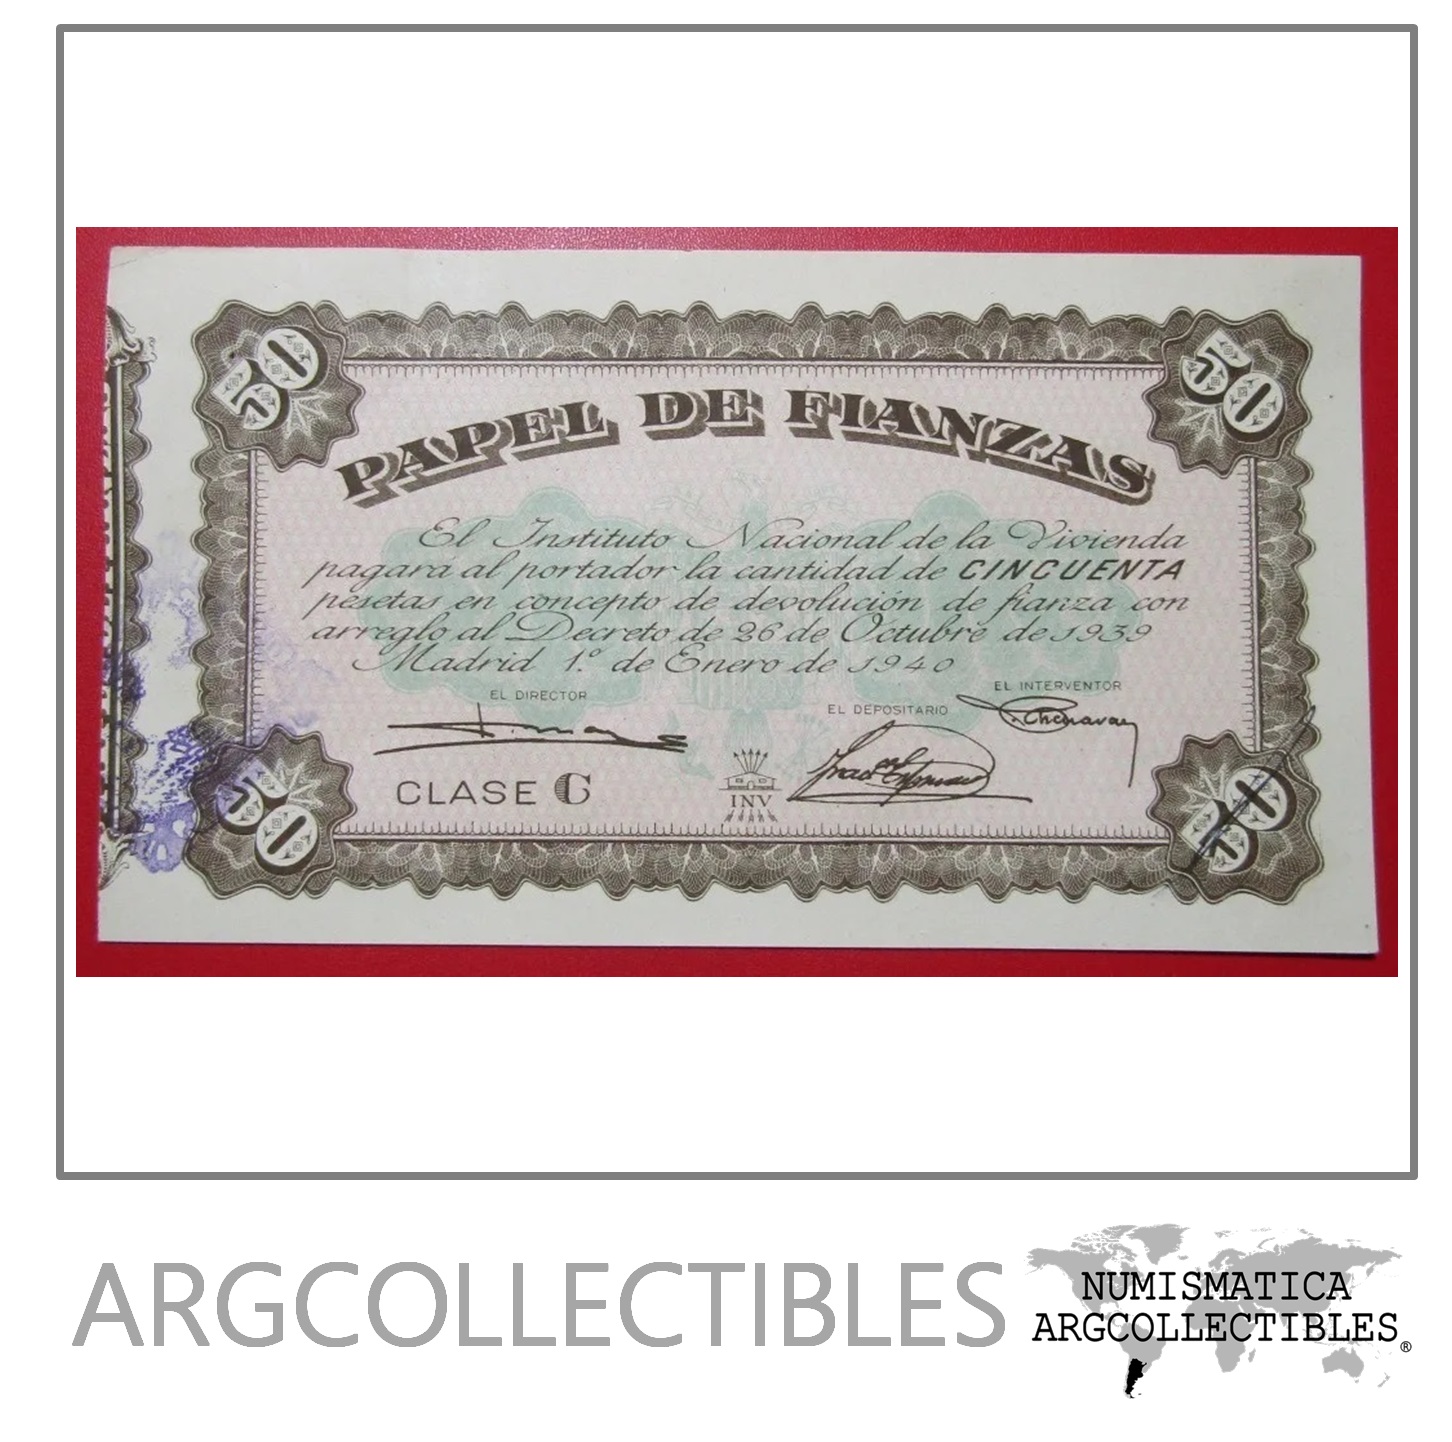 50
50
PAPEL DE FIANZAS
El Instituto Nacional de la Vivienda
pagará al portador la cantidad de CINCUENTA
pesetas en concepto de devolución de fianza con
arreglo al Decreto de 26 de Octubre de 1939
Madrid 1.º de Enero de 1940
EL DIRECTOR
EL DEPOSITARIO
EL INTERVENTOR
CLASE G
INV
50
50
ARGCOLLECTIBLES
NUMISMATICA
ARGCOLLECTIBLES®